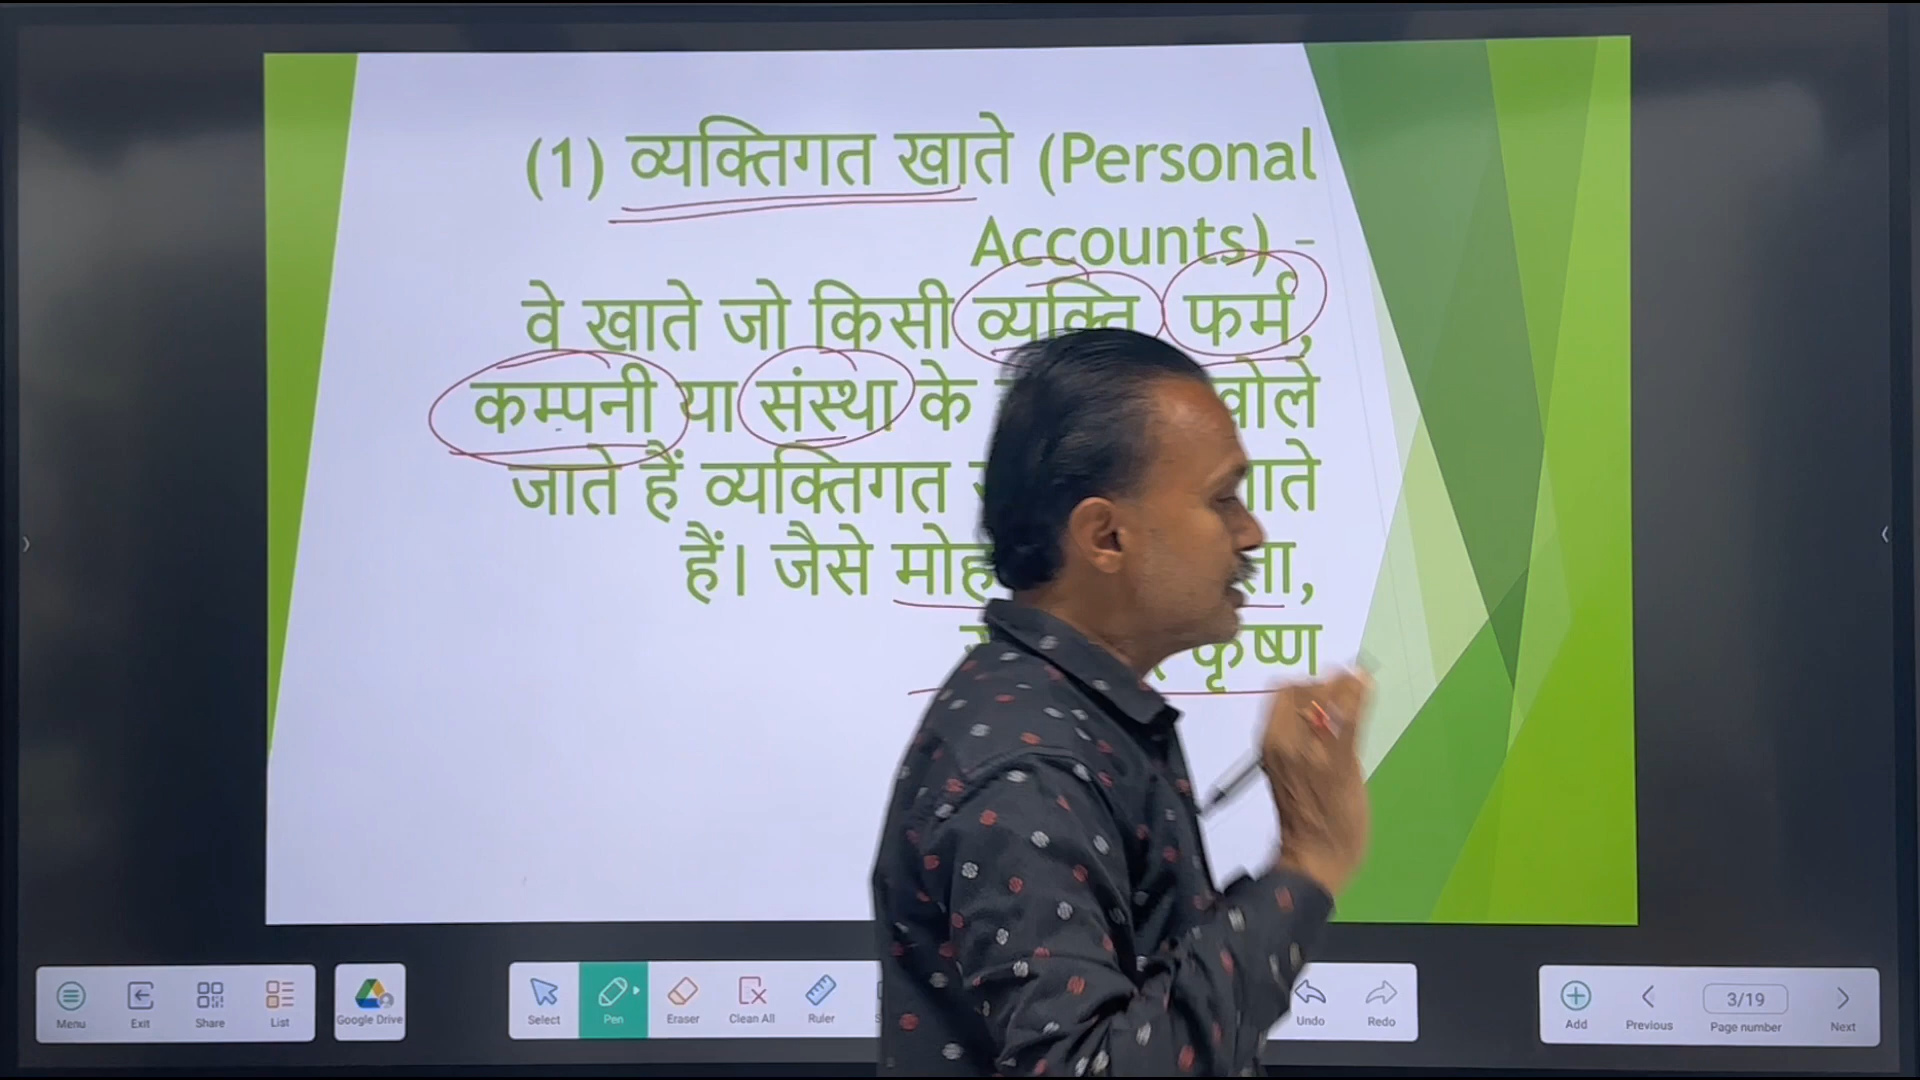 (1) व्यक्तिगत खाते (Personal
Accounts) -
वे खाते जो किसी व्यक्ति फर्म,
कम्पनी या संस्था के खोले
जाते हैं व्यक्तिगत
हैं। जैसे
कृष्ण
Menu
Exit
Share
List
Google Drive
Select
Pen
Eraser
Clean All
Ruler
Undo
Redo
Add
Previous
3/19
Page number
Next